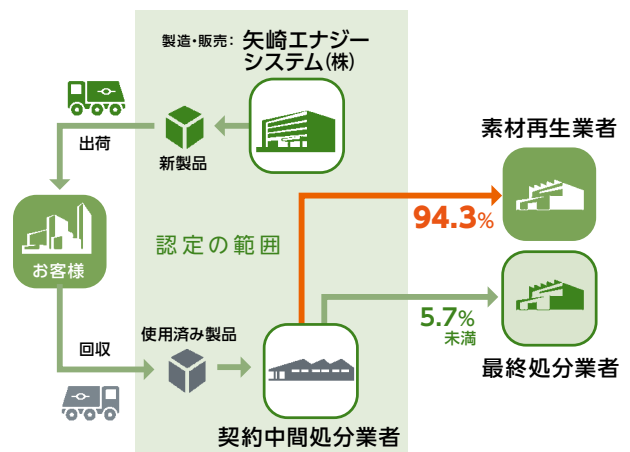 製造・販売: 矢崎エナジー
システム(株)
出荷
新製品
素材再生業者
94.3%
認定の範囲
お客様
5.7%
未満
使用済み製品
回収
最終処分業者
契約中間処分業者